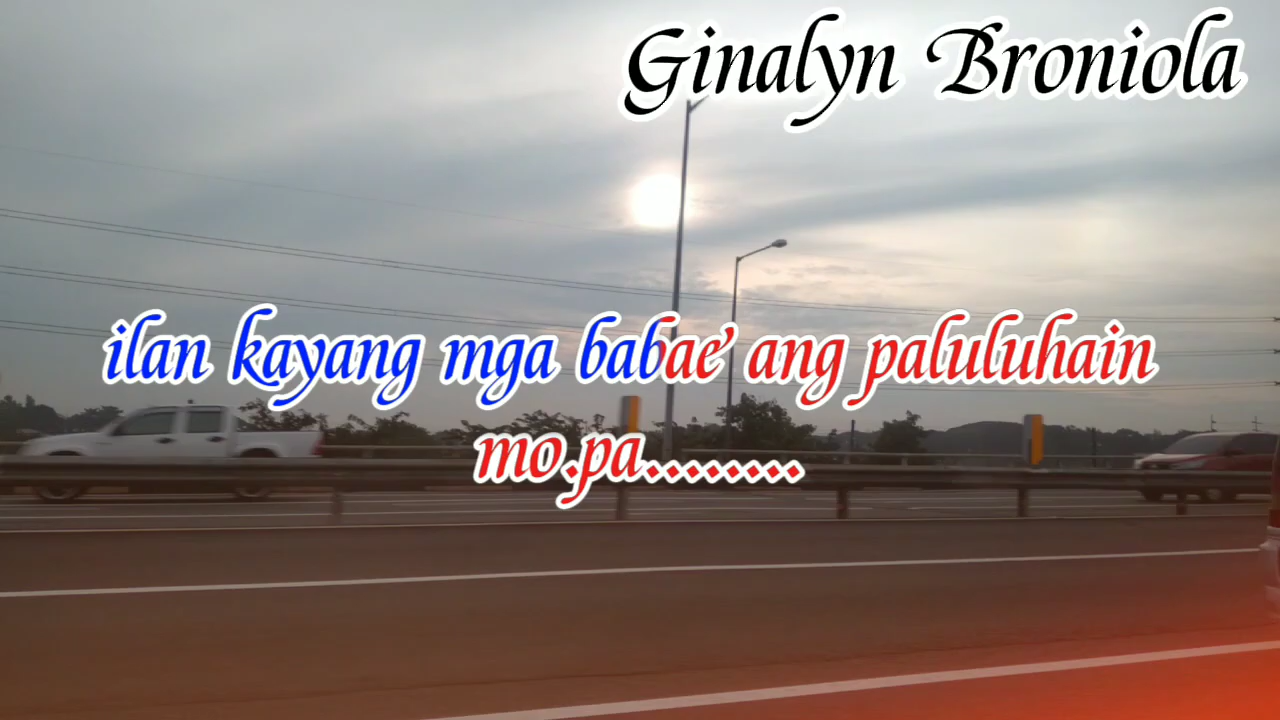 Ginalyn Broniola
ilan kayang mga babae ang paluluhain
mo.pa........